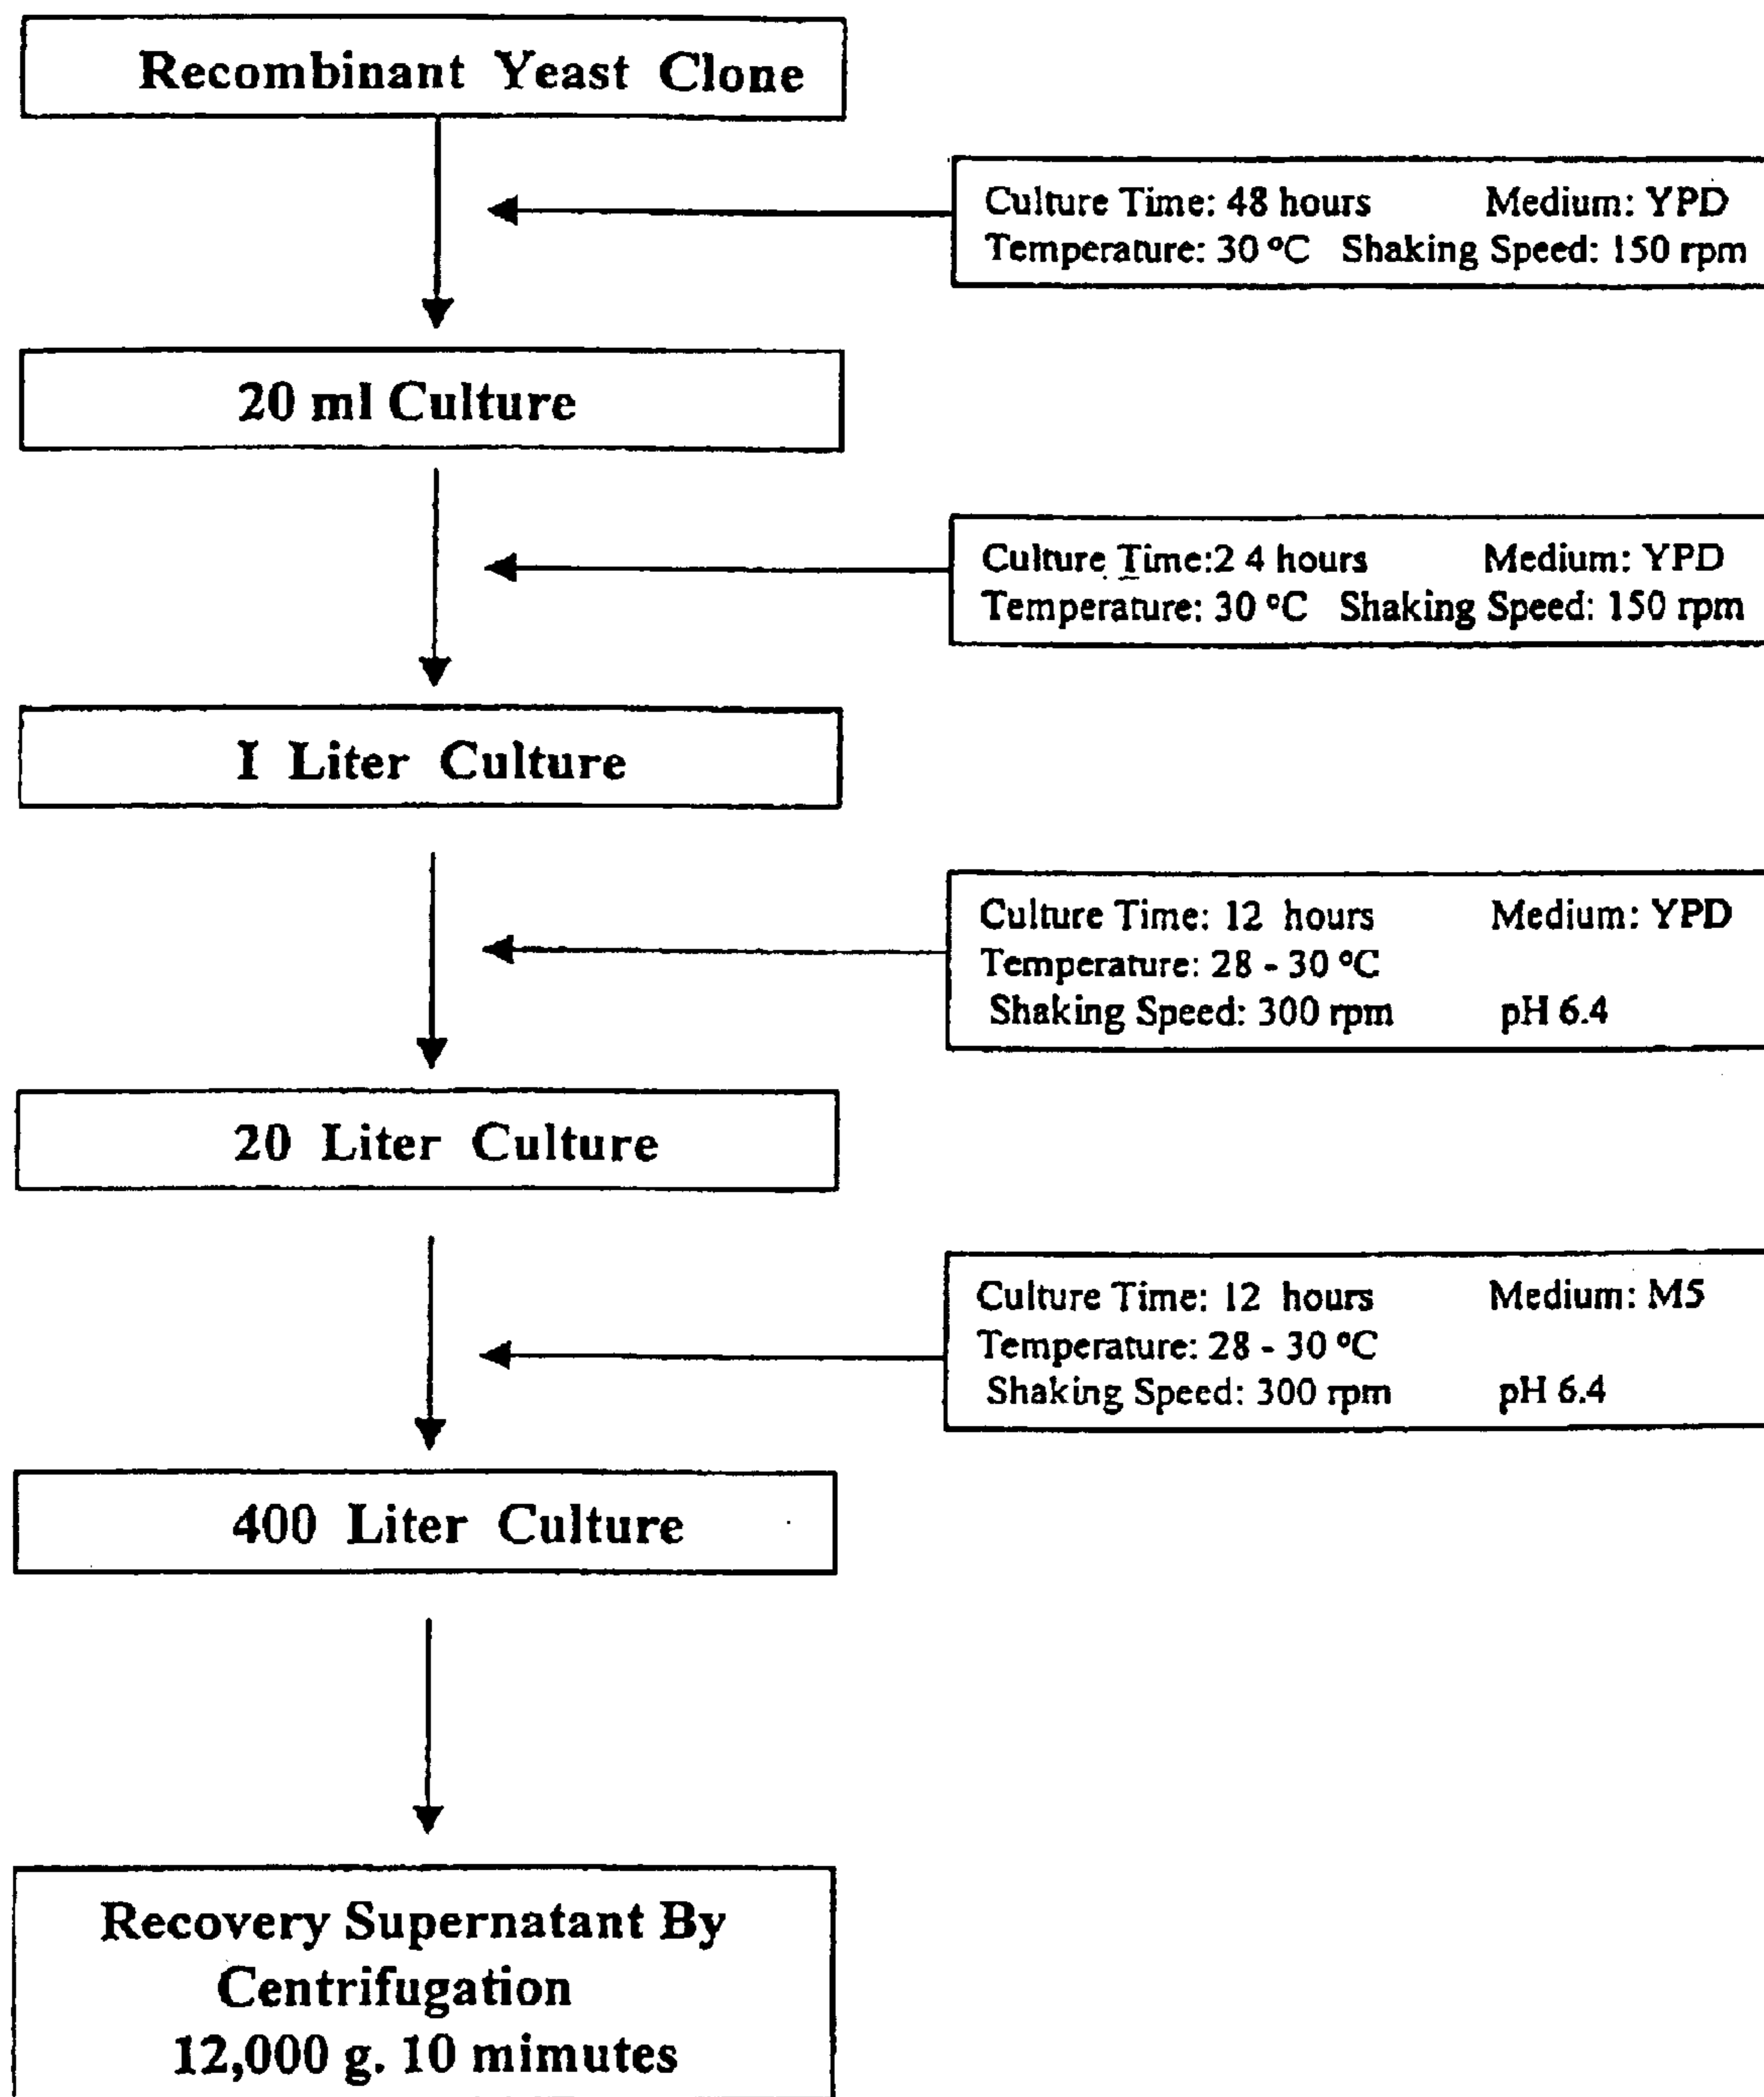 Recombinant Yeast Clone
Culture Time: 48 hours Medium: YPD
Temperature: 30 °C Shaking Speed: 150 rpm
20 ml Culture
Culture Time:2 4 hours Medium: YPD
Temperature: 30 °C Shaking Speed: 150 rpm
I Liter Culture
Culture Time: 12 hours Medium: YPD
Temperature: 28 - 30 °C
Shaking Speed: 300 rpm pH 6.4
20 Liter Culture
Culture Time: 12 hours Medium: M5
Temperature: 28 - 30 °C
Shaking Speed: 300 rpm pH 6.4
400 Liter Culture
Recovery Supernatant By
Centrifugation
12,000 g. 10 mimutes